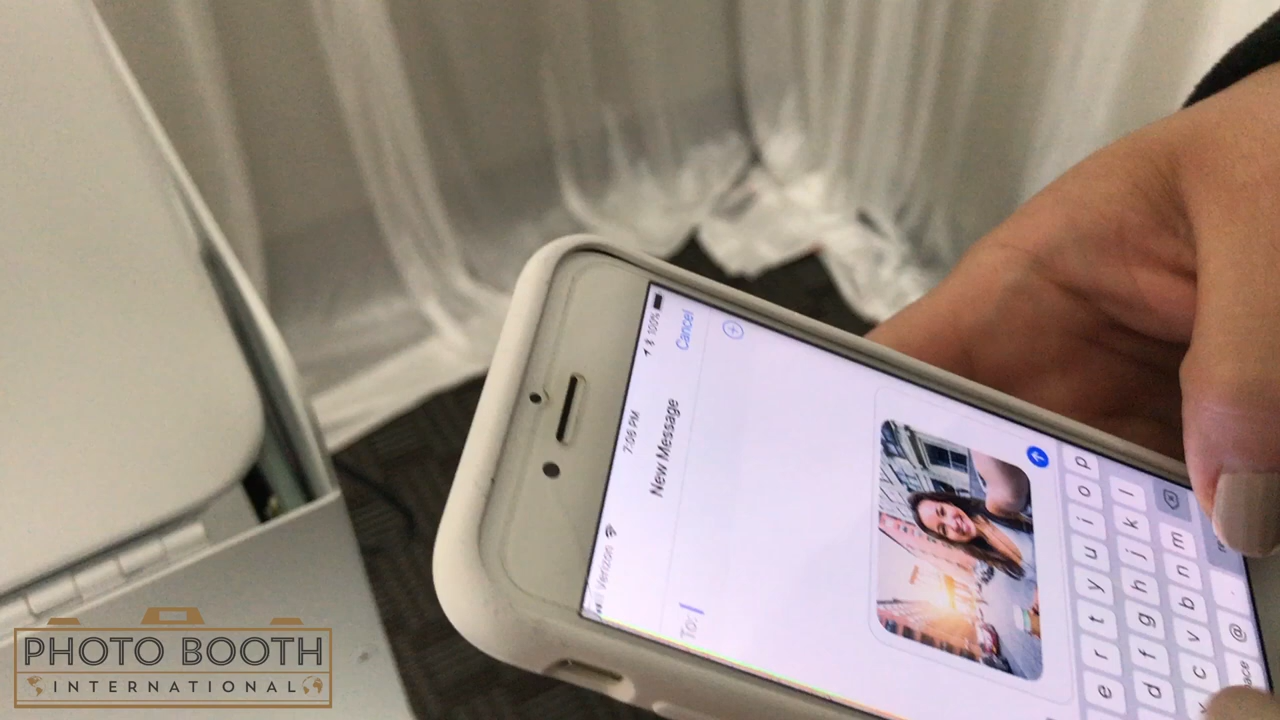 Verizon 7:06 PM 100%
New Message Cancel
To:
e r t y u i o p
d f g h j k l
c v b n m
@ .
PHOTO BOOTH
INTERNATIONAL